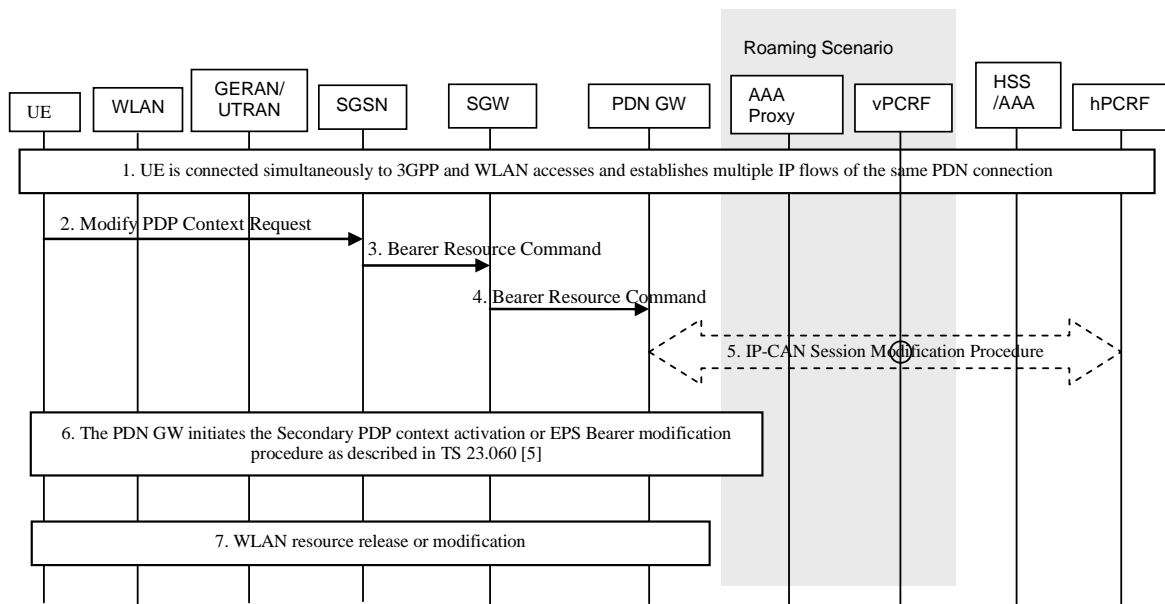 Roaming Scenario
UE
WLAN
GERAN/
UTRAN
SGSN
SGW
PDN GW
AAA
Proxy
vPCRF
HSS
/AAA
hPCRF
1. UE is connected simultaneously to 3GPP and WLAN accesses and establishes multiple IP flows of the same PDN connection
2. Modify PDP Context Request
3. Bearer Resource Command
4. Bearer Resource Command
5. IP-CAN Session Modification Procedure
6. The PDN GW initiates the Secondary PDP context activation or EPS Bearer modification
procedure as described in TS 23.060 [5]
7. WLAN resource release or modification